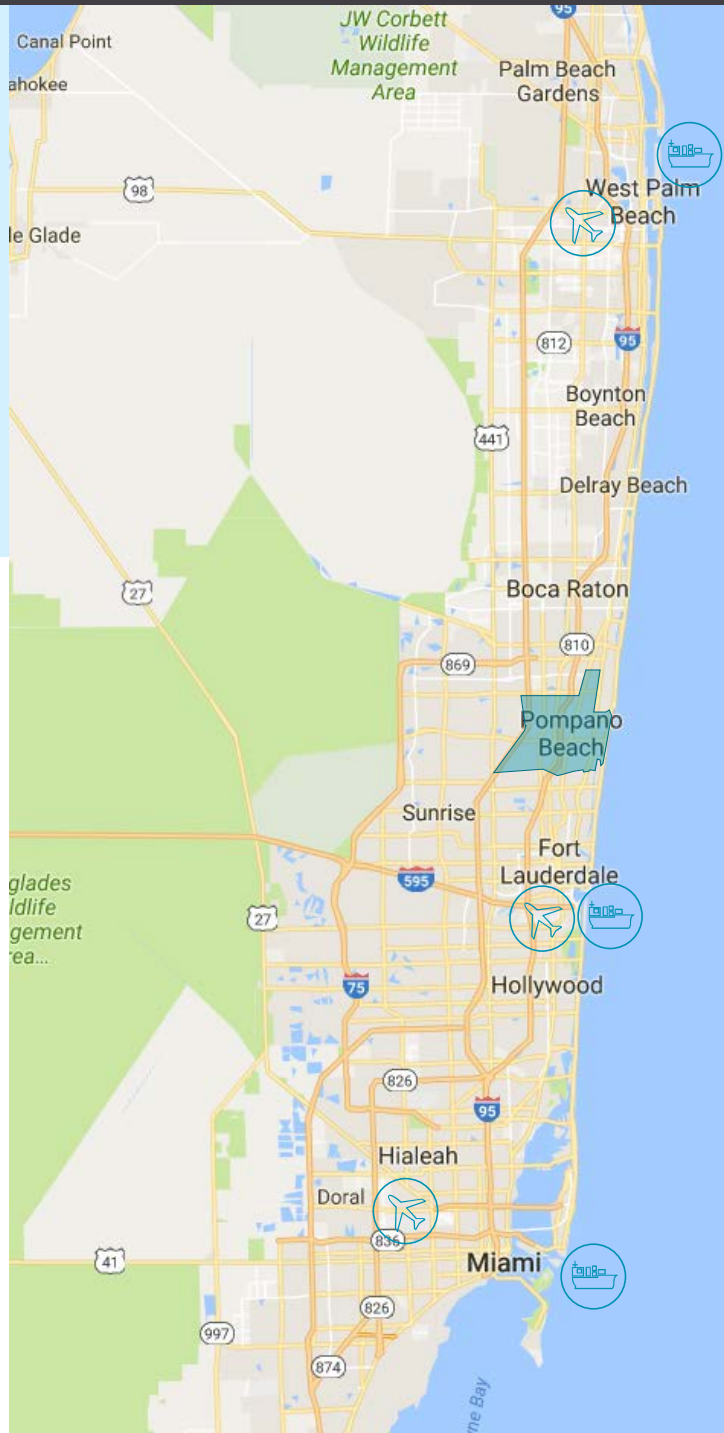 95
JW Corbett
Wildlife
Management
Area
Canal Point
Palm Beach
Gardens
ahokee
98
West Palm
Beach
le Glade
812
95
Boynton
Beach
441
Delray Beach
27
Boca Raton
810
869
Pompano
Beach
Sunrise
Fort
Lauderdale
595
glades
ldlife
gement
rea...
27
75
Hollywood
826
95
Hialeah
Doral
836
41
Miami
826
997
874
ne Bay